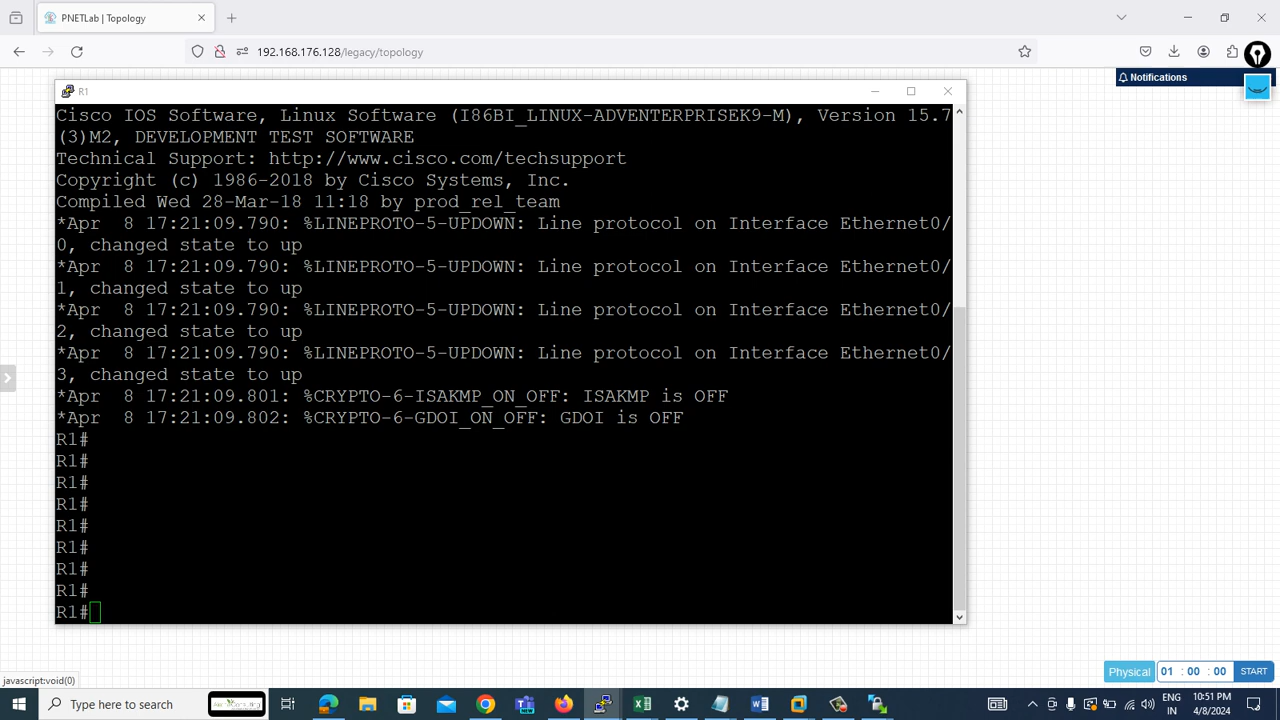 PNETLab | Topology
192.168.176.128/legacy/topology
Notifications
R1
Cisco IOS Software, Linux Software (I86BI_LINUX-ADVENTERPRISEK9-M), Version 15.7
(3)M2, DEVELOPMENT TEST SOFTWARE
Technical Support: http://www.cisco.com/techsupport
Copyright (c) 1986-2018 by Cisco Systems, Inc.
Compiled Wed 28-Mar-18 11:18 by prod_rel_team
*Apr  8 17:21:09.790: %LINEPROTO-5-UPDOWN: Line protocol on Interface Ethernet0/
0, changed state to up
*Apr  8 17:21:09.790: %LINEPROTO-5-UPDOWN: Line protocol on Interface Ethernet0/
1, changed state to up
*Apr  8 17:21:09.790: %LINEPROTO-5-UPDOWN: Line protocol on Interface Ethernet0/
2, changed state to up
*Apr  8 17:21:09.790: %LINEPROTO-5-UPDOWN: Line protocol on Interface Ethernet0/
3, changed state to up
*Apr  8 17:21:09.801: %CRYPTO-6-ISAKMP_ON_OFF: ISAKMP is OFF
*Apr  8 17:21:09.802: %CRYPTO-6-GDOI_ON_OFF: GDOI is OFF
R1#
R1#
R1#
R1#
R1#
R1#
R1#
R1#
R1#
javascript:void(0)
Physical 01 : 00 : 00 START
Type here to search
ENG
IN
10:51 PM
4/8/2024